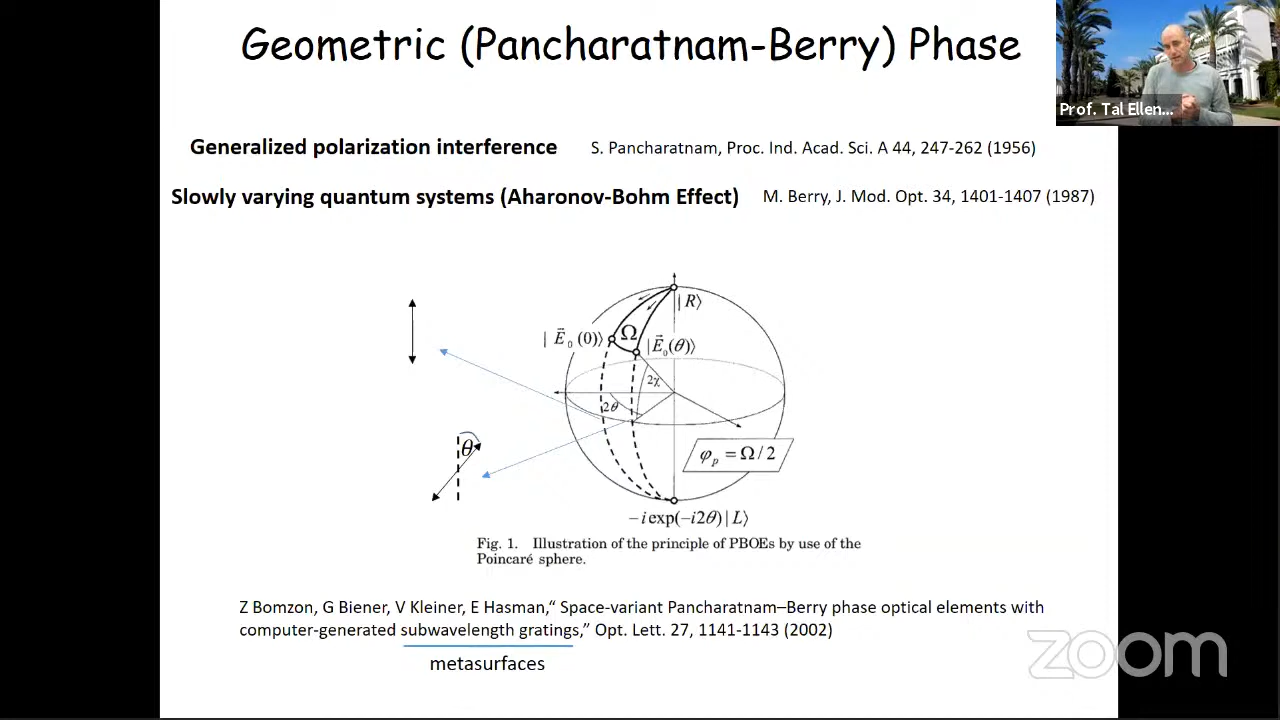 Geometric (Pancharatnam-Berry) Phase
Prof. Tal Ellen...
Generalized polarization interference S. Pancharatnam, Proc. Ind. Acad. Sci. A 44, 247-262 (1956)
Slowly varying quantum systems (Aharonov-Bohm Effect) M. Berry, J. Mod. Opt. 34, 1401-1407 (1987)
|R⟩
|E⃗₀(0)⟩ Ω |E⃗₀(θ)⟩
2χ
2θ
θ
φₚ = Ω/2
−i exp(−i2θ)|L⟩
Fig. 1. Illustration of the principle of PBOEs by use of the
Poincaré sphere.
Z Bomzon, G Biener, V Kleiner, E Hasman,“ Space-variant Pancharatnam–Berry phase optical elements with
computer-generated subwavelength gratings,” Opt. Lett. 27, 1141-1143 (2002)
metasurfaces
zoom